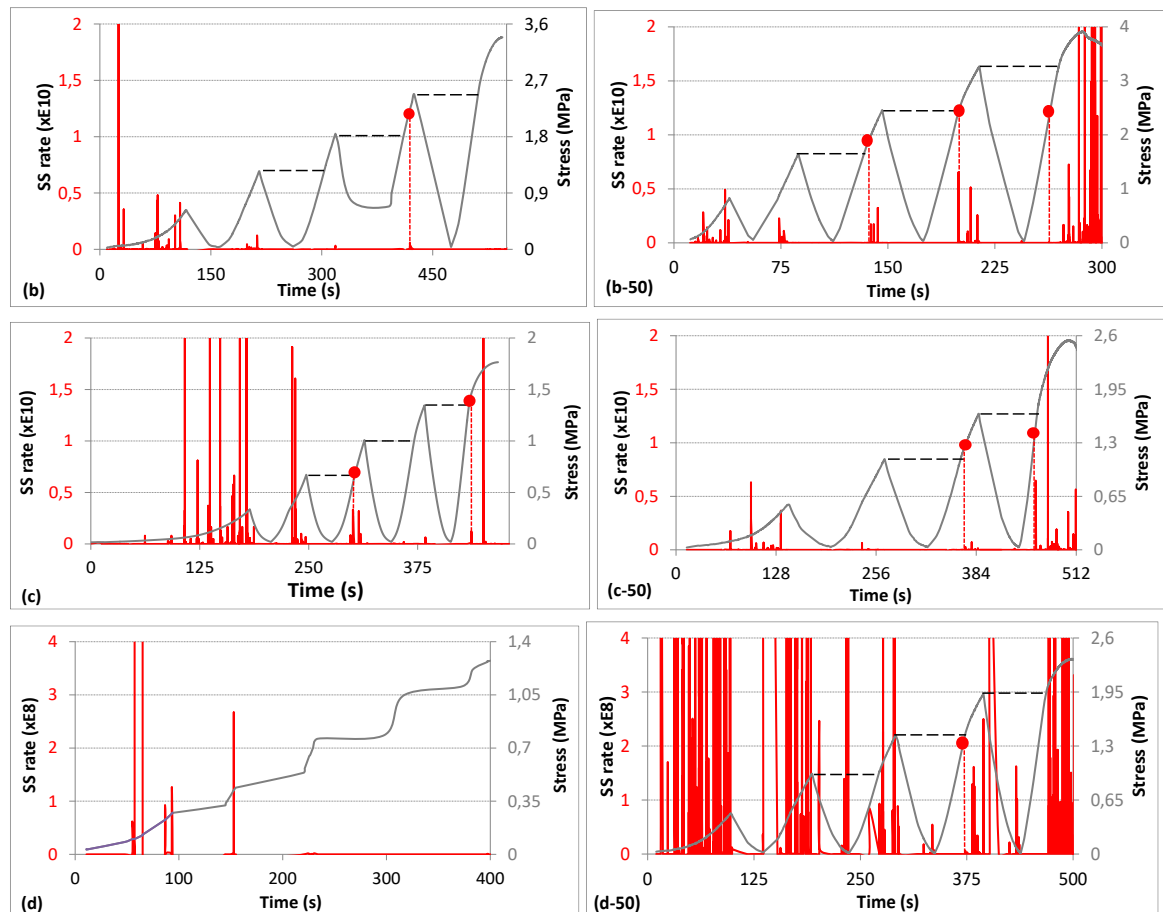 2
1,5
1
0,5
0
SS rate (xE10)
3,6
2,7
1,8
0,9
0
Stress (MPa)
0 150 300 450
Time (s)
(b)
2
1,5
1
0,5
0
SS rate (xE10)
4
3
2
1
0
Stress (MPa)
0 75 150 225 300
Time (s)
(b-50)
2
1,5
1
0,5
0
SS rate (xE10)
2
1,5
1
0,5
0
Stress (MPa)
0 125 250 375
Time (s)
(c)
2
1,5
1
0,5
0
SS rate (xE10)
2,6
1,95
1,3
0,65
0
Stress (MPa)
0 128 256 384 512
Time (s)
(c-50)
4
3
2
1
0
SS rate (xE8)
1,4
1,05
0,7
0,35
0
Stress (MPa)
0 100 200 300 400
Time (s)
(d)
4
3
2
1
0
SS rate (xE8)
2,6
1,95
1,3
0,65
0
Stress (MPa)
0 125 250 375 500
Time (s)
(d-50)